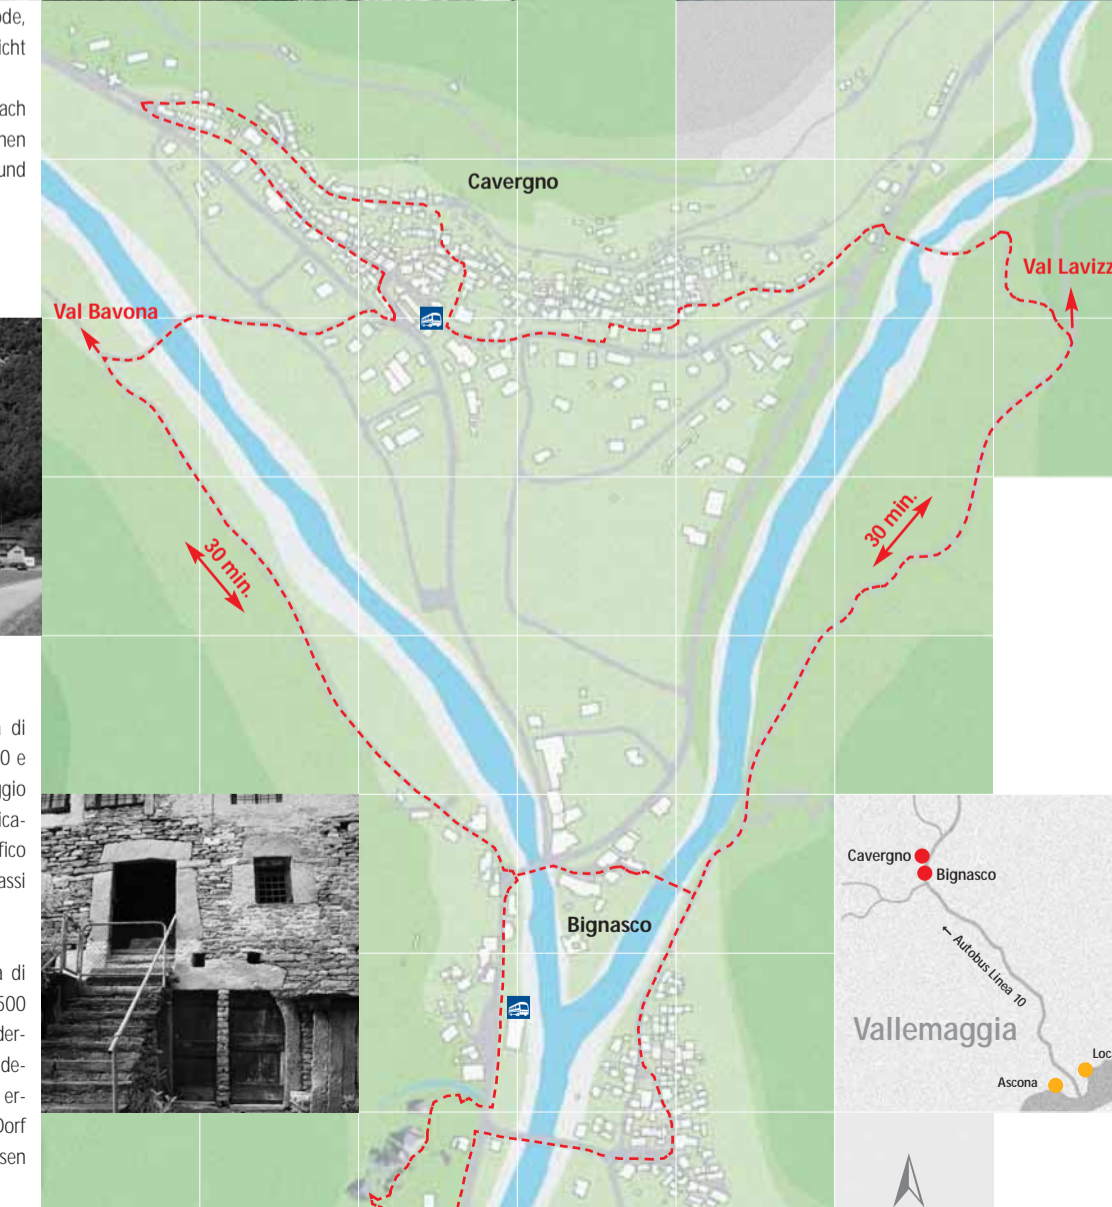 ode,
icht
ach
hen
und
Cavergno
Val Bavona
Val Lavizz
30 min.
30 min.
di
0 e
ggio
ica-
fico
assi
a di
500
der-
de-
er-
Dorf
sen
Bignasco
Cavergno
Bignasco
← Autobus Linea 10
Vallemaggia
Ascona
Loc